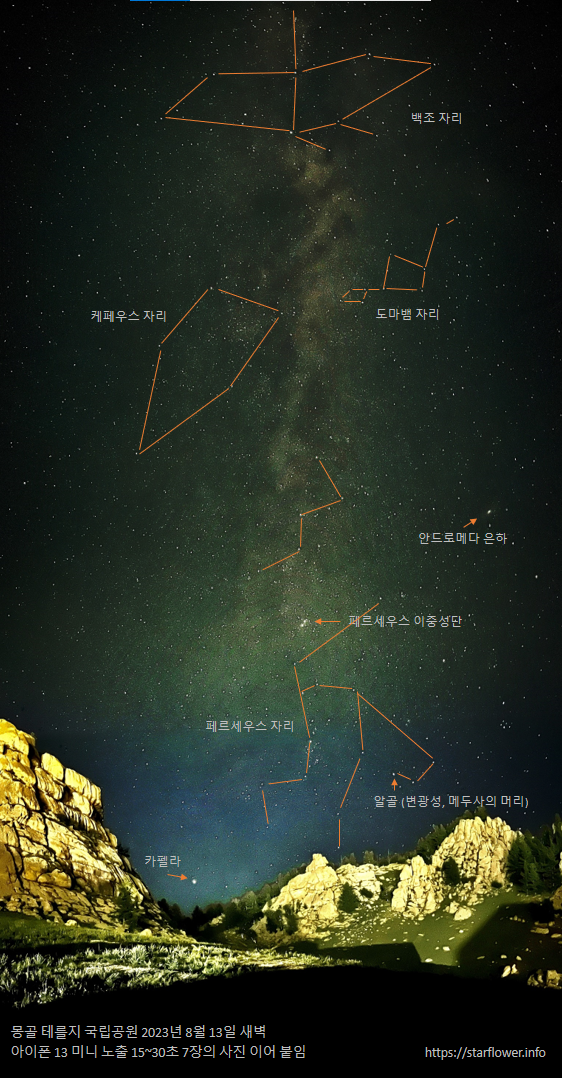 백조 자리
케페우스 자리
도마뱀 자리
안드로메다 은하
페르세우스 이중성단
페르세우스 자리
알골 (변광성, 메두사의 머리)
카펠라
몽골 테를지 국립공원 2023년 8월 13일 새벽
아이폰 13 미니 노출 15~30초 7장의 사진 이어 붙임
https://starflower.info